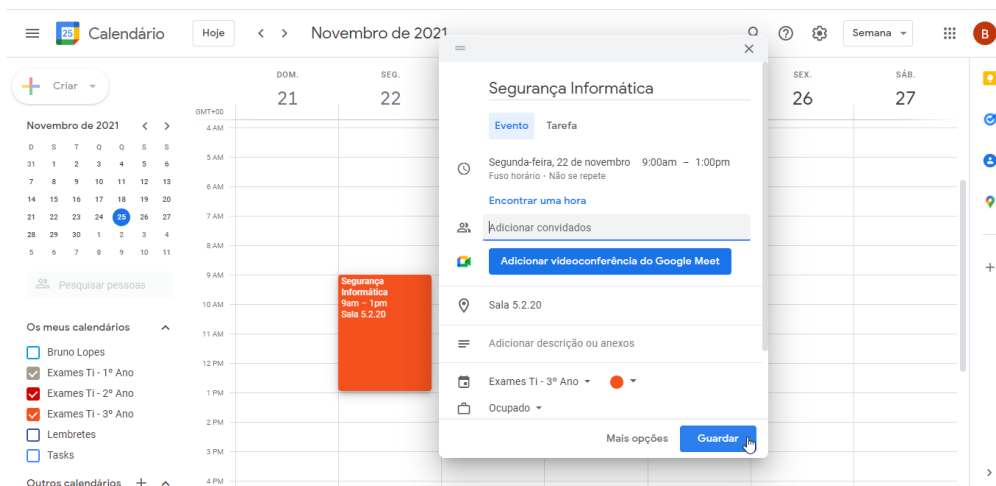 25 Calendário
Hoje
Novembro de 2021
Semana
B
Criar
Novembro de 2021
D S T Q Q S S
31 1 2 3 4 5 6
7 8 9 10 11 12 13
14 15 16 17 18 19 20
21 22 23 24 25 26 27
28 29 30 1 2 3 4
5 6 7 8 9 10 11
Pesquisar pessoas
Os meus calendários
Bruno Lopes
Exames Ti - 1º Ano
Exames Ti - 2º Ano
Exames Ti - 3º Ano
Lembretes
Tasks
Outros calendários
DOM. SEG. SEX. SÁB.
21 22 26 27
GMT+00
4 AM
5 AM
6 AM
7 AM
8 AM
9 AM
10 AM
11 AM
12 PM
1 PM
2 PM
3 PM
4 PM
Segurança
Informática
9am – 1pm
Sala 5.2.20
Segurança Informática
Evento Tarefa
Segunda-feira, 22 de novembro 9:00am – 1:00pm
Fuso horário · Não se repete
Encontrar uma hora
Adicionar convidados
Adicionar videoconferência do Google Meet
Sala 5.2.20
Adicionar descrição ou anexos
Exames Ti - 3º Ano
Ocupado
Mais opções Guardar